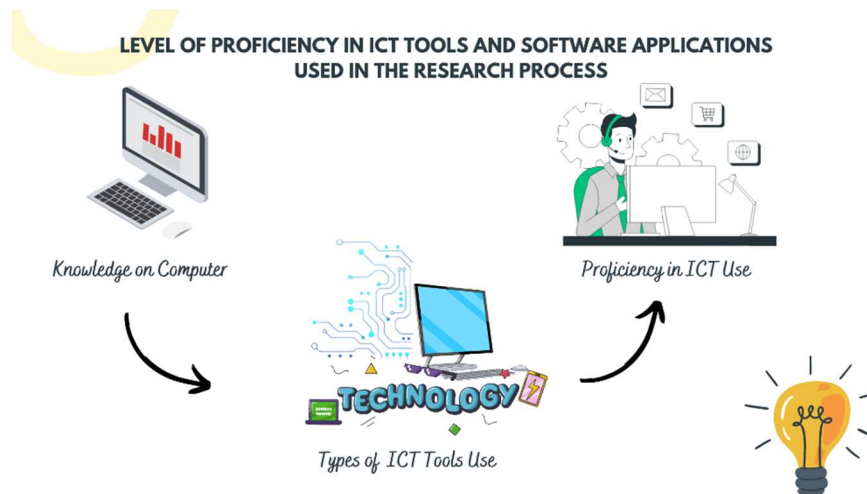 LEVEL OF PROFICIENCY IN ICT TOOLS AND SOFTWARE APPLICATIONS
USED IN THE RESEARCH PROCESS
Knowledge on Computer
Proficiency in ICT Use
TECHNOLOGY
Types of ICT Tools Use